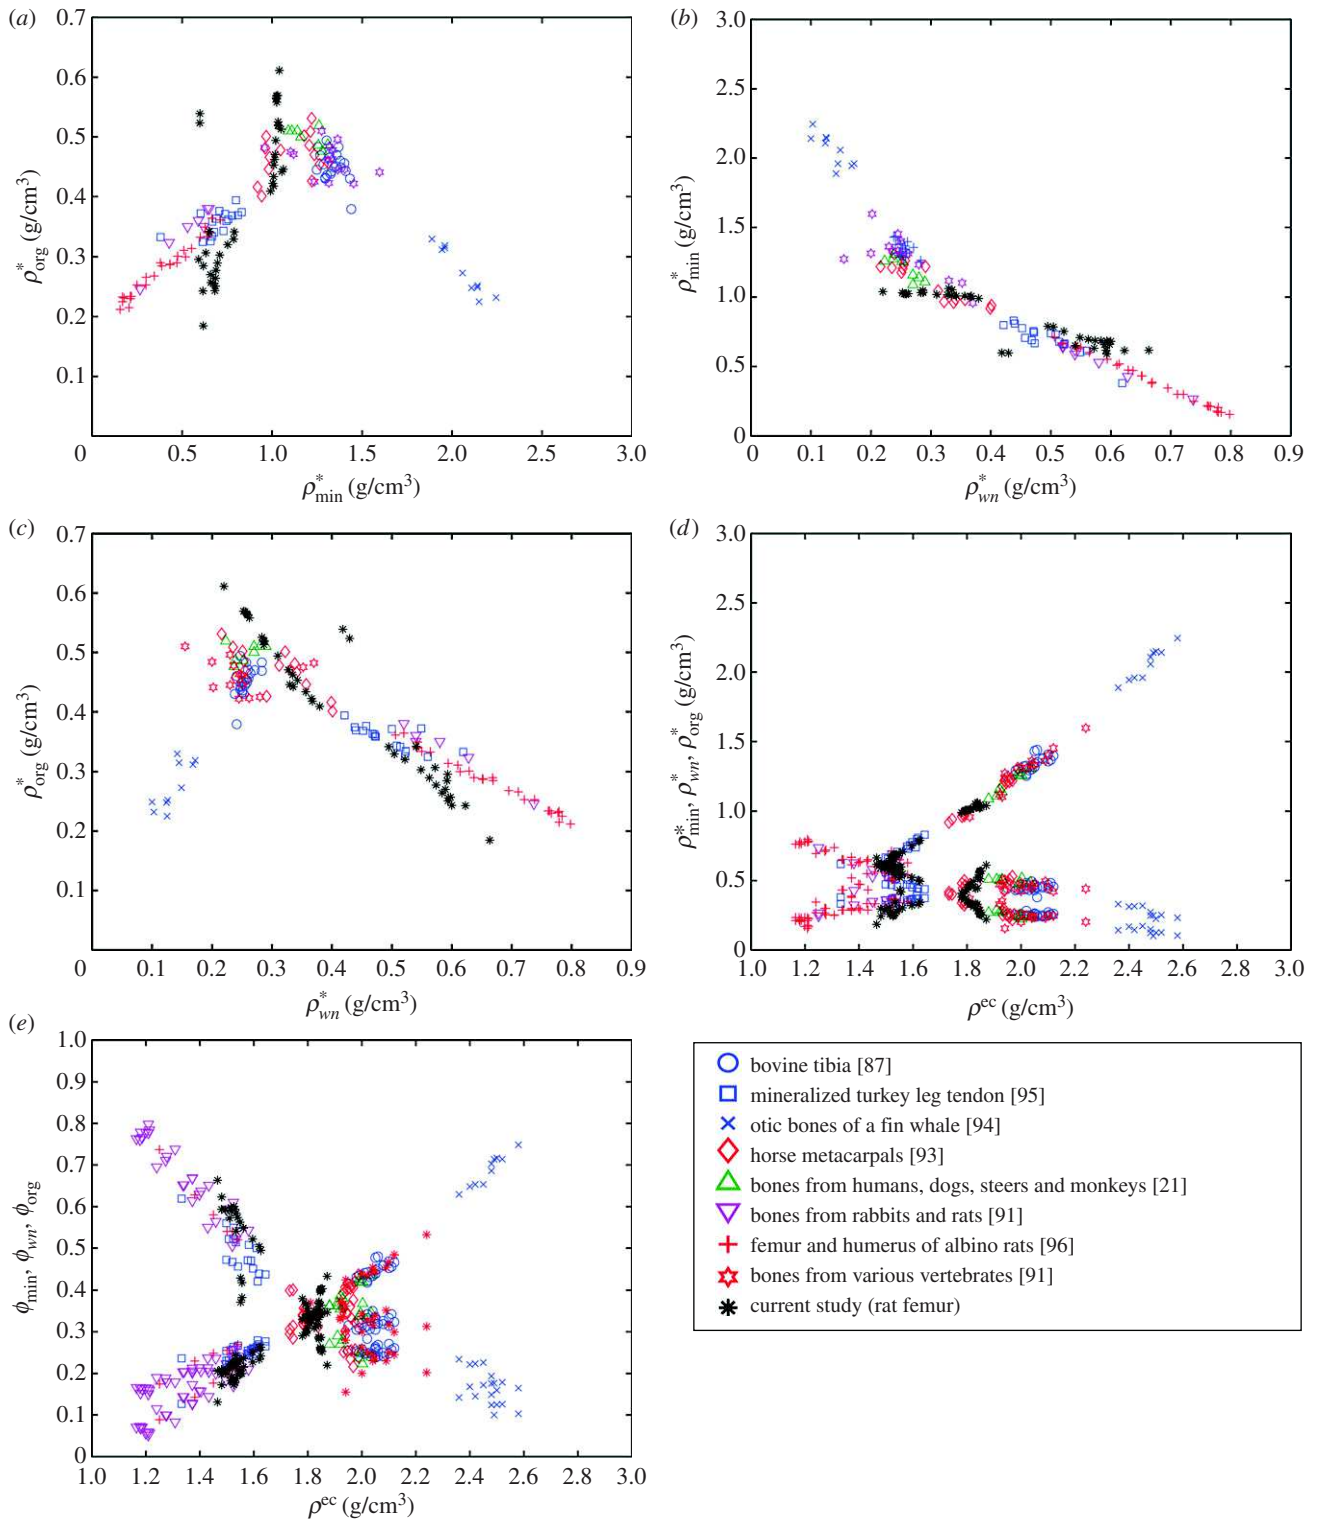 (a)
0.7
0.6
0.5
0.4
0.3
0.2
0.1
ρ*org (g/cm3)
0 0.5 1.0 1.5 2.0 2.5 3.0
ρ*min (g/cm3)
(b)
3.0
2.5
2.0
1.5
1.0
0.5
0
ρ*min (g/cm3)
0 0.1 0.2 0.3 0.4 0.5 0.6 0.7 0.8 0.9
ρ*wn (g/cm3)
(c)
0.7
0.6
0.5
0.4
0.3
0.2
0.1
ρ*org (g/cm3)
0 0.1 0.2 0.3 0.4 0.5 0.6 0.7 0.8 0.9
ρ*wn (g/cm3)
(d)
3.0
2.5
2.0
1.5
1.0
0.5
0
ρ*min, ρ*wn, ρ*org (g/cm3)
1.0 1.2 1.4 1.6 1.8 2.0 2.2 2.4 2.6 2.8 3.0
ρec (g/cm3)
(e)
1.0
0.9
0.8
0.7
0.6
0.5
0.4
0.3
0.2
0.1
0
ϕmin, ϕwn, ϕorg
1.0 1.2 1.4 1.6 1.8 2.0 2.2 2.4 2.6 2.8 3.0
ρec (g/cm3)
bovine tibia [87]
mineralized turkey leg tendon [95]
otic bones of a fin whale [94]
horse metacarpals [93]
bones from humans, dogs, steers and monkeys [21]
bones from rabbits and rats [91]
femur and humerus of albino rats [96]
bones from various vertebrates [91]
current study (rat femur)